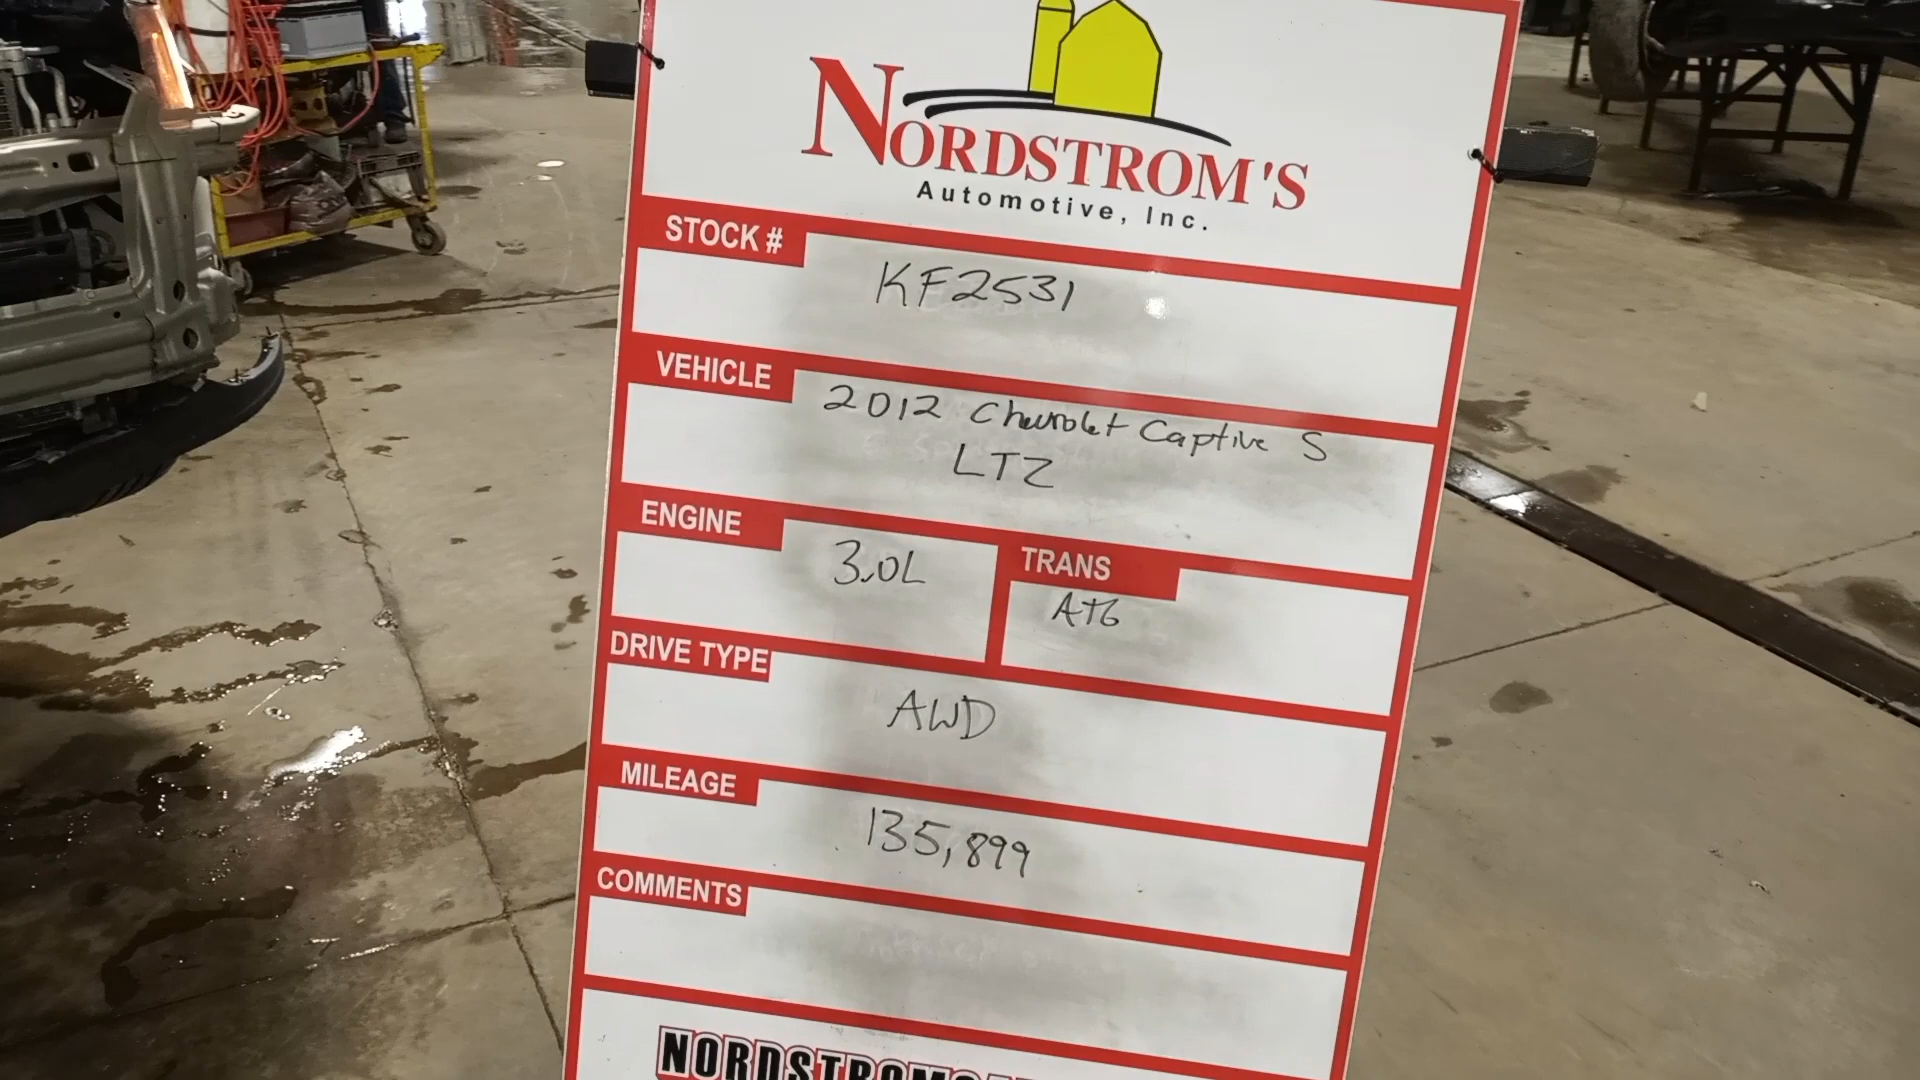 NORDSTROM'S
Automotive, Inc.
STOCK #
KF2531
VEHICLE
2012 Chevrolet Captive S
LTZ
ENGINE
3.0L
TRANS
AT6
DRIVE TYPE
AWD
MILEAGE
135,899
COMMENTS